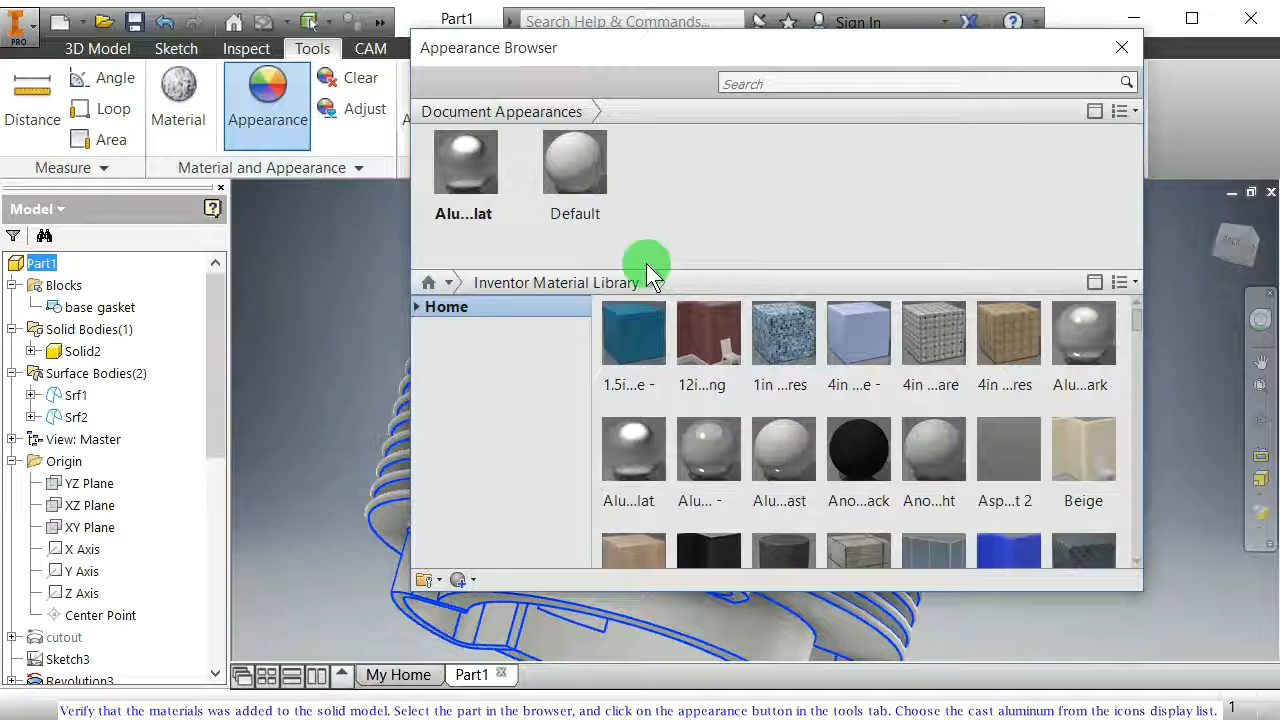 Part1
Search Help & Commands...
Sign In
PRO
3D Model
Sketch
Inspect
Tools
CAM
Distance
Angle
Loop
Area
Material
Appearance
Clear
Adjust
Measure
Material and Appearance
Appearance Browser
Search
Document Appearances
Alu...lat
Default
Inventor Material Library
Home
1.5i...e -
12i...ng
1in ...res
4in ...e -
4in ...are
4in ...res
Alu...ark
Alu...lat
Alu... -
Alu...ast
Ano...ack
Ano...ht
Asp...t 2
Beige
Model
Part1
Blocks
base gasket
Solid Bodies(1)
Solid2
Surface Bodies(2)
Srf1
Srf2
View: Master
Origin
YZ Plane
XZ Plane
XY Plane
X Axis
Y Axis
Z Axis
Center Point
cutout
Sketch3
Revolution3
BACK
My Home
Part1
Verify that the materials was added to the solid model. Select the part in the browser, and click on the appearance button in the tools tab. Choose the cast aluminum from the icons display list.
1